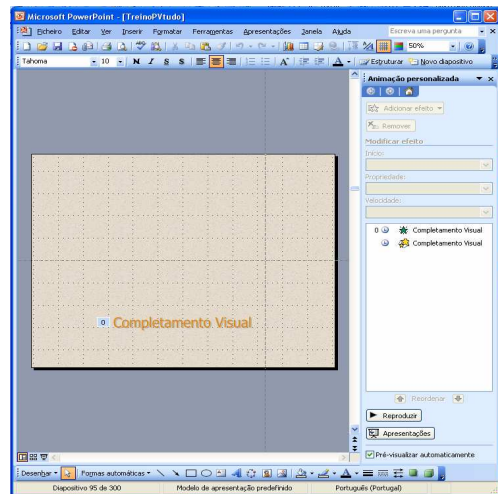 Microsoft PowerPoint - [TreinoPVtudo]
Ficheiro Editar Ver Inserir Formatar Ferramentas Apresentações Janela Ajuda Escreva uma pergunta
50%
Tahoma 10 N I S S A A Estruturar Novo diapositivo
Animação personalizada
Adicionar efeito
Remover
Modificar efeito
Início:
Propriedade:
Velocidade:
0 Completamento Visual
Completamento Visual
0 Completamento Visual
Reordenar
Reproduzir
Apresentações
Pré-visualizar automaticamente
Desenhar Formas automáticas
Diapositivo 95 de 300 Modelo de apresentação predefinido Português (Portugal)